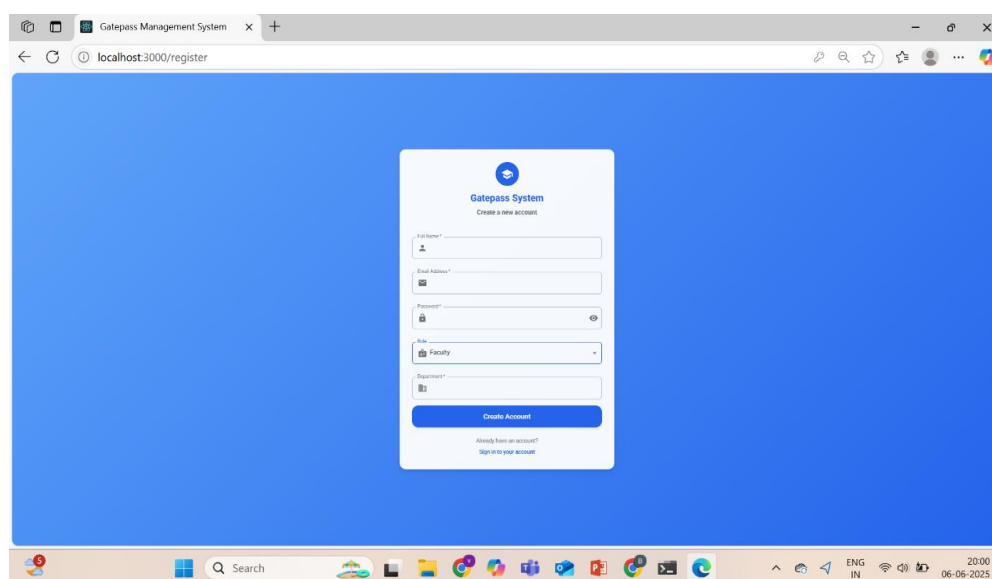 Gatepass Management System
localhost:3000/register
Gatepass System
Create a new account
Full Name *
Email Address *
Password *
Role
Faculty
Department *
Create Account
Already have an account?
Sign in to your account
5
Search
ENG
IN
20:00
06-06-2025